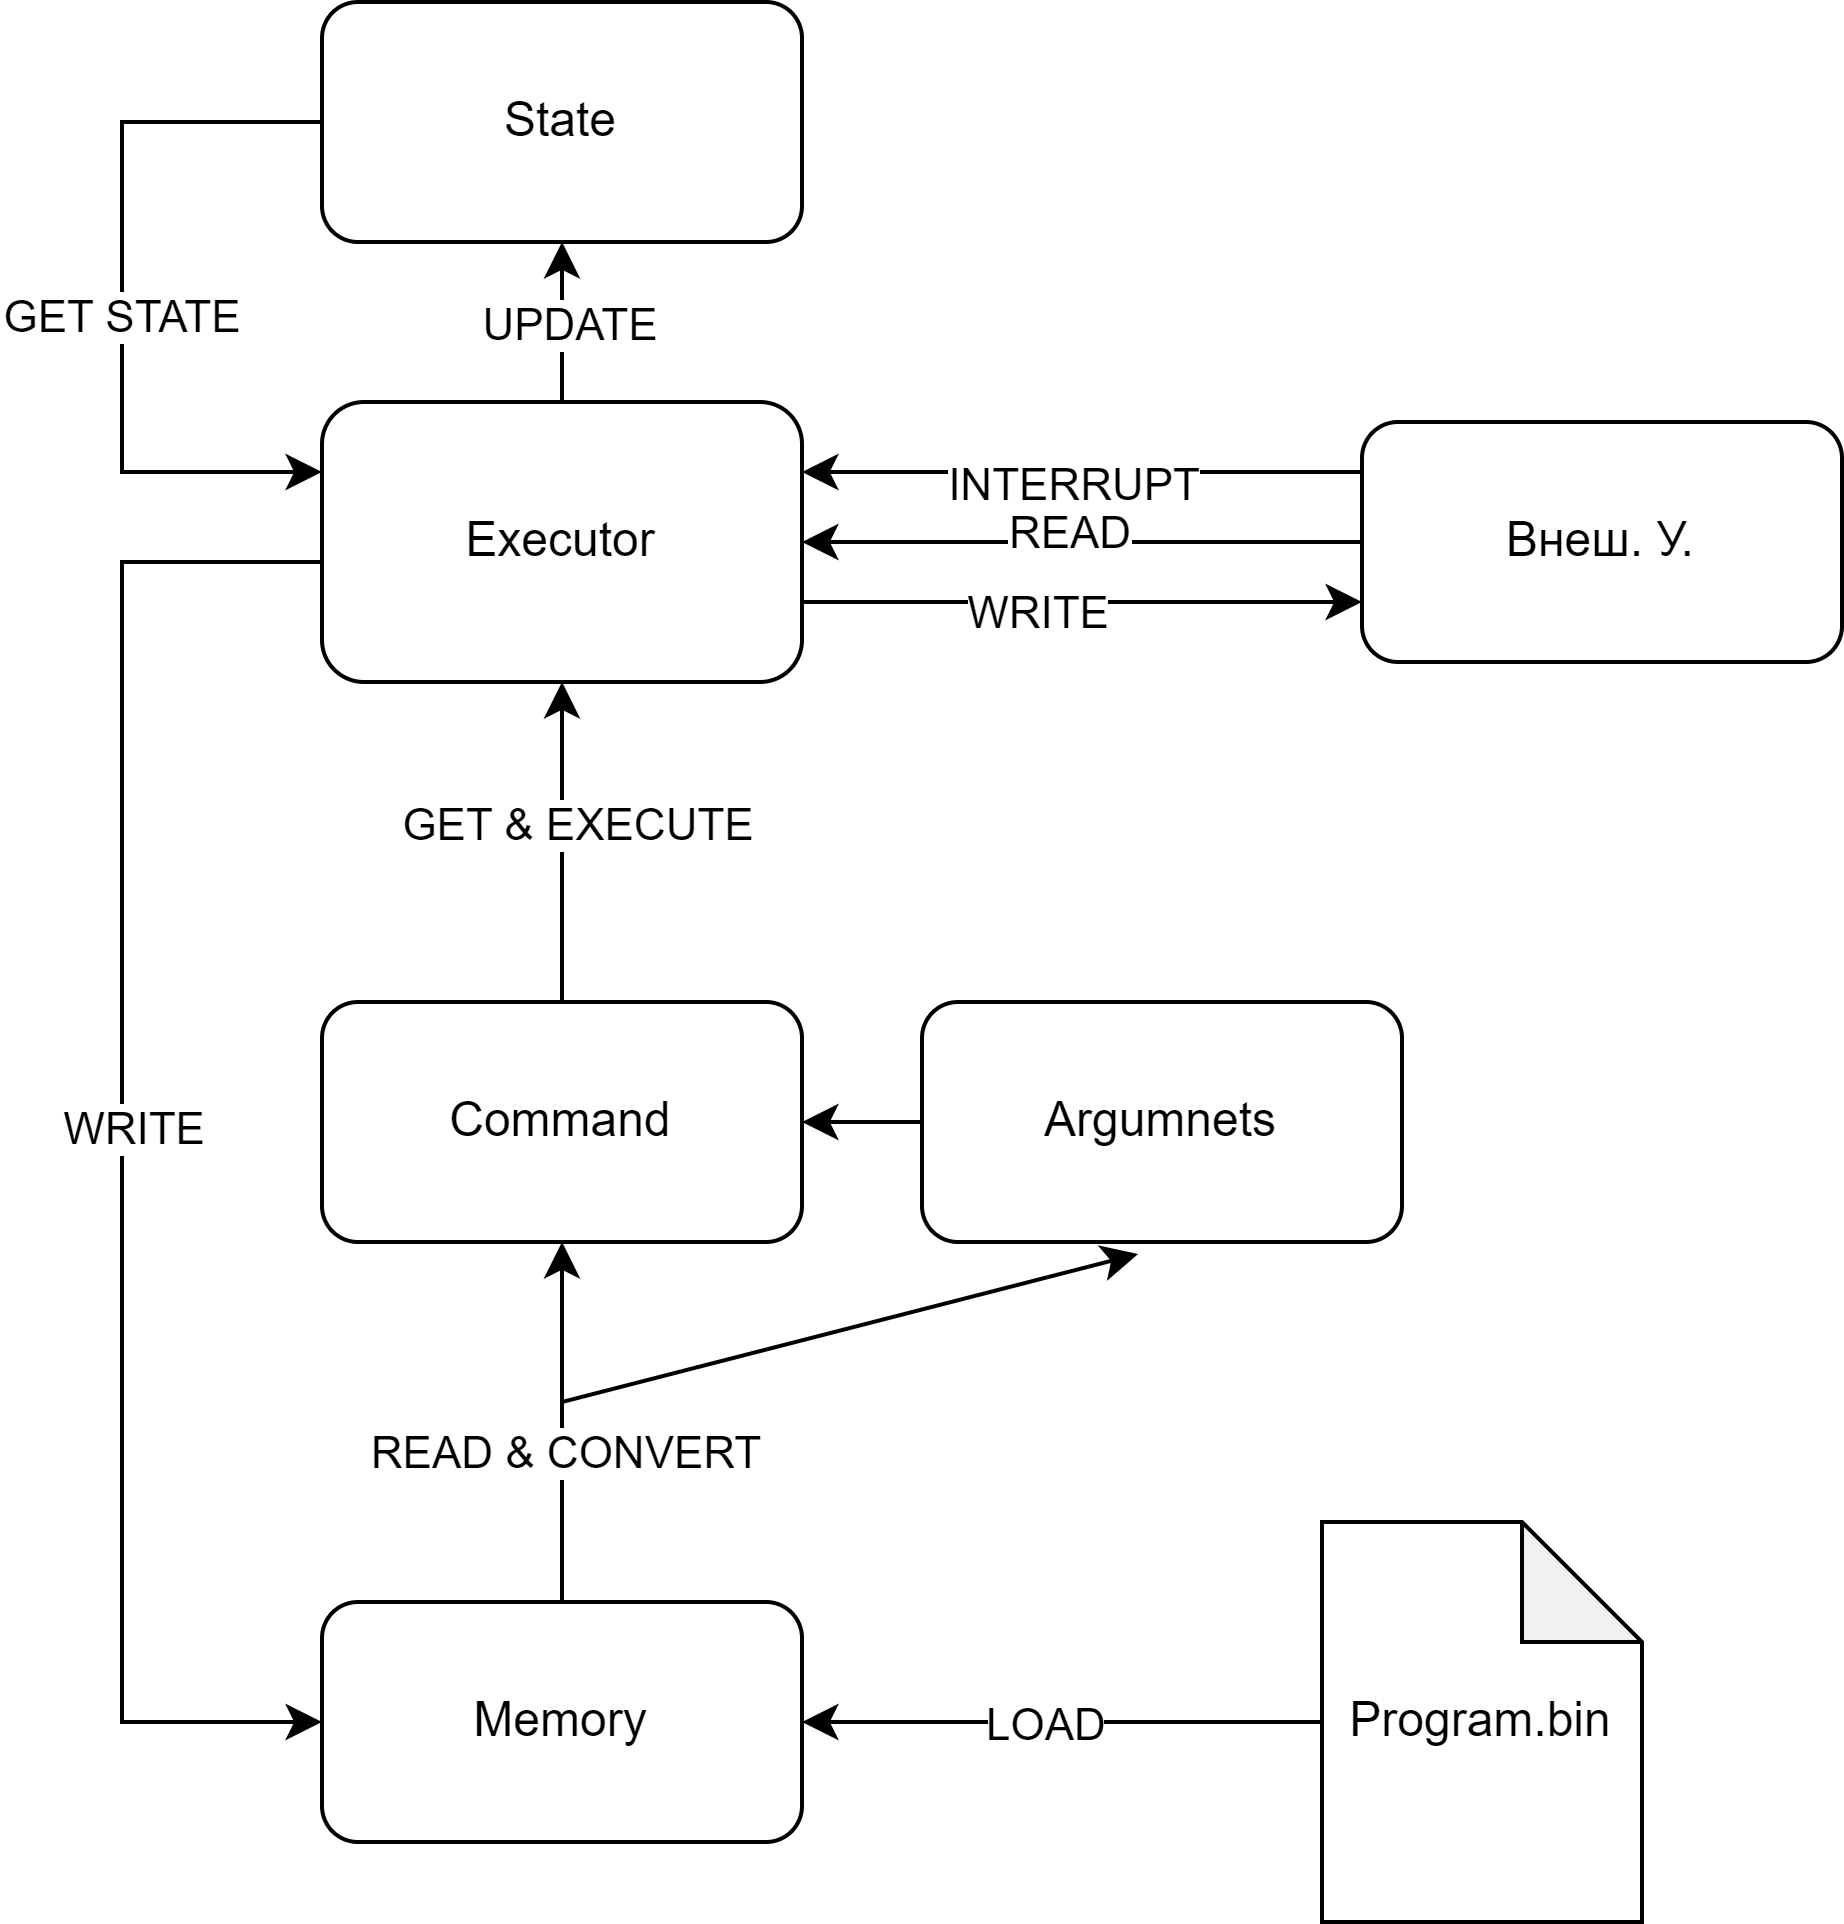 State
GET STATE
UPDATE
Executor
INTERRUPT
READ
WRITE
Внеш. У.
GET & EXECUTE
Command
Argumnets
WRITE
READ & CONVERT
Memory
LOAD
Program.bin